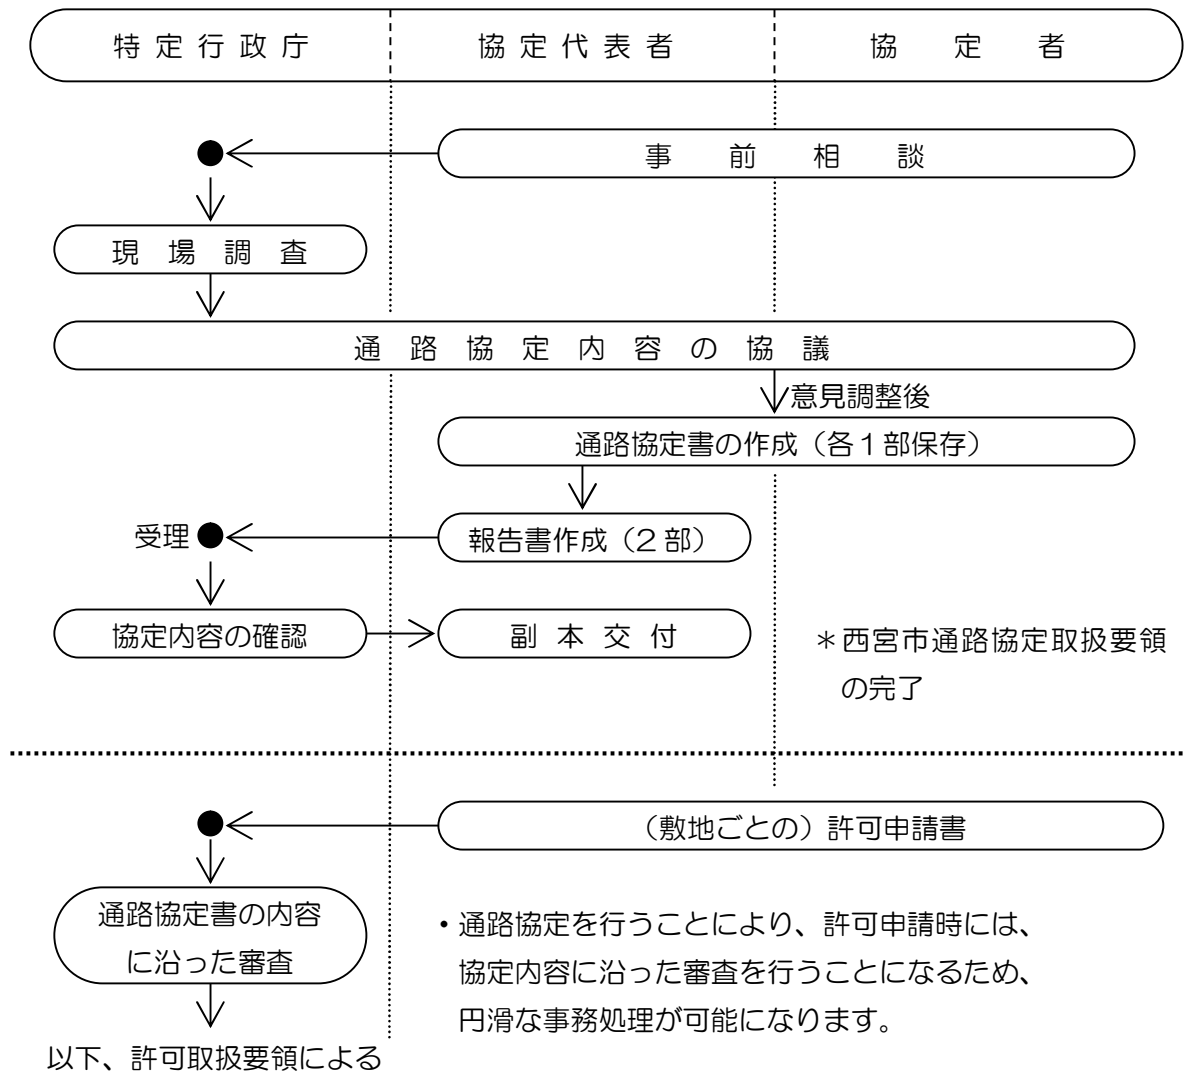 特定行政庁 協定代表者 協定者
事前相談
現場調査
通路協定内容の協議
意見調整後
通路協定書の作成（各１部保存）
受理
報告書作成（２部）
協定内容の確認
副本交付
＊西宮市通路協定取扱要領
の完了
（敷地ごとの）許可申請書
通路協定書の内容
に沿った審査
・通路協定を行うことにより、許可申請時には、
協定内容に沿った審査を行うことになるため、
円滑な事務処理が可能になります。
以下、許可取扱要領による